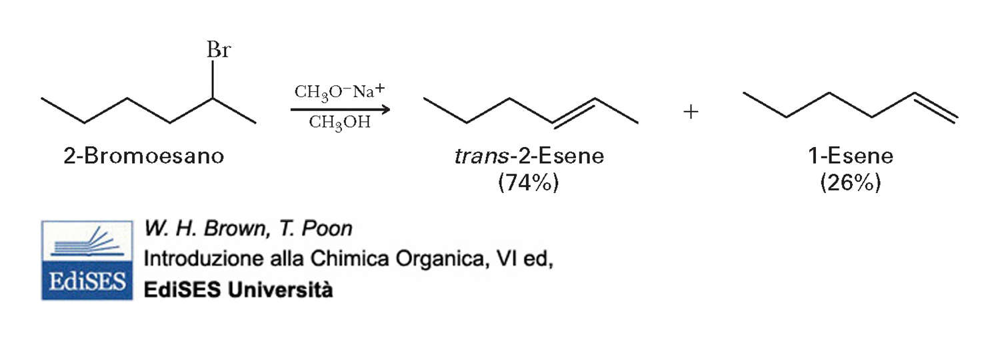 Br
CH₃O⁻Na⁺
CH₃OH
+
2-Bromoesano
trans-2-Esene
(74%)
1-Esene
(26%)
EdiSES
W. H. Brown, T. Poon
Introduzione alla Chimica Organica, VI ed,
EdiSES Università